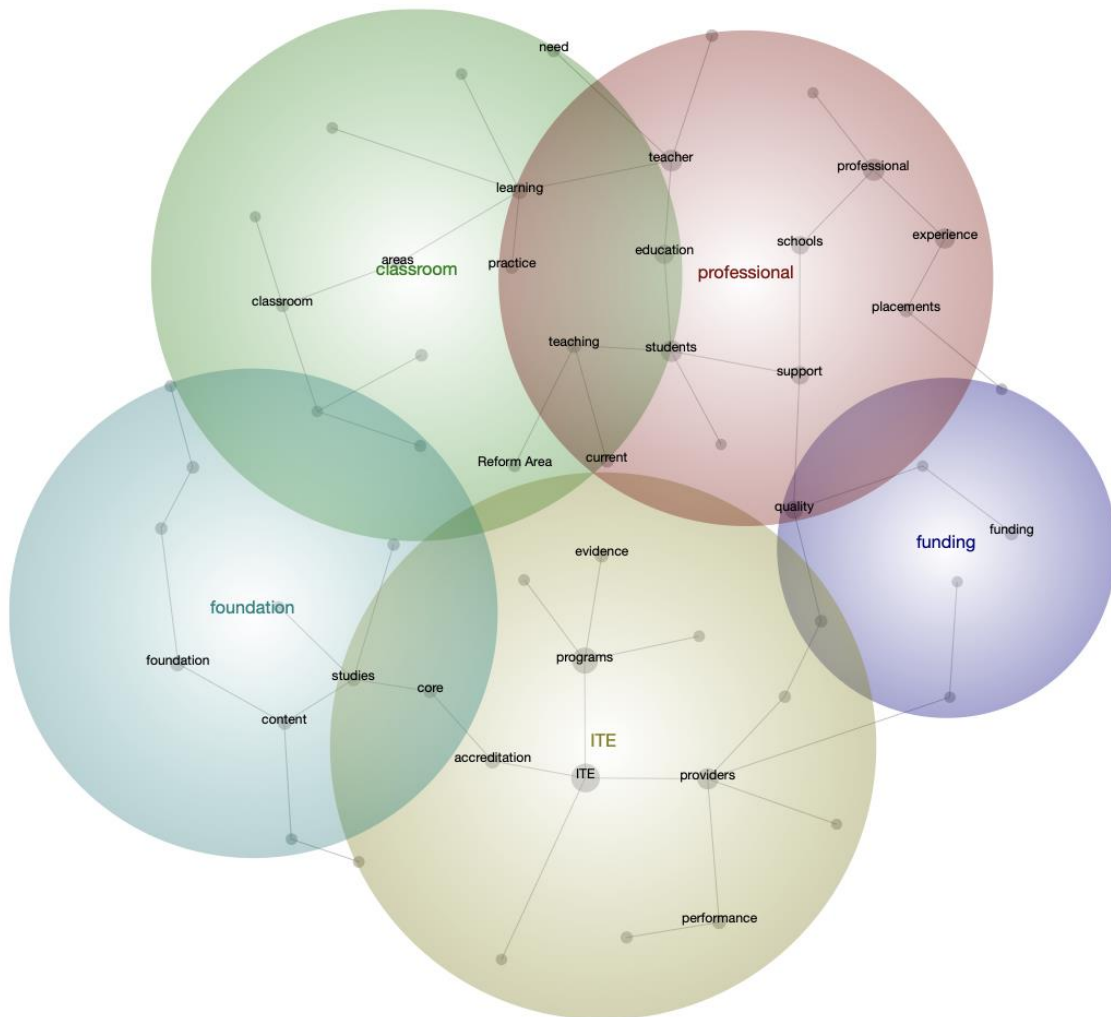 need
teacher
professional
learning
experience
education
schools
areas
practice
classroom
professional
classroom
placements
teaching
students
support
Reform Area
current
quality
funding
evidence
funding
foundation
programs
foundation
studies
core
content
ITE
accreditation
ITE
providers
performance